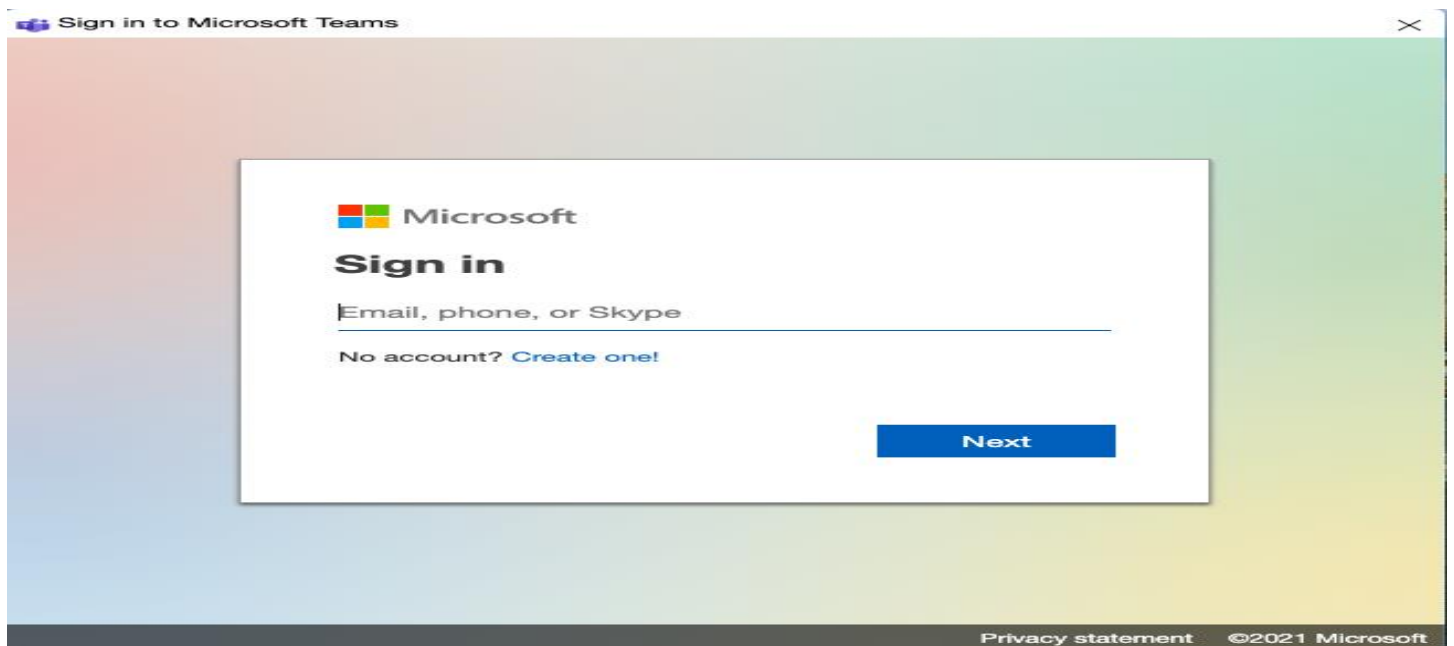 Sign in to Microsoft Teams
Microsoft
Sign in
Email, phone, or Skype
No account? Create one!
Next
Privacy statement ©2021 Microsoft